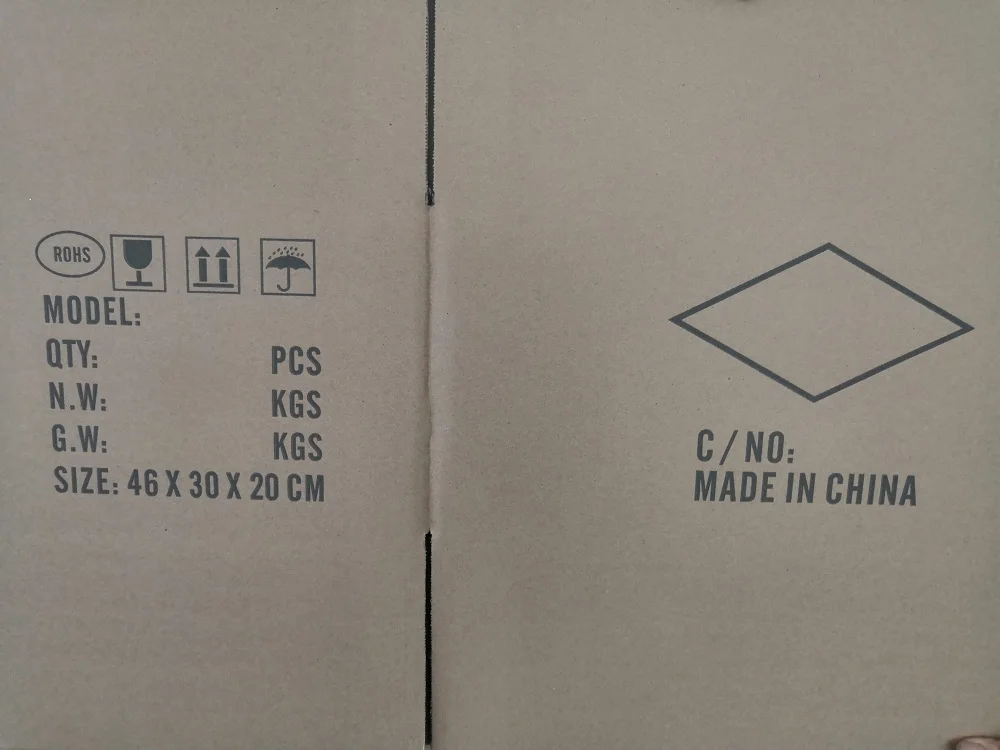 ROHS
MODEL:
QTY: PCS
N.W: KGS
G.W: KGS
SIZE: 46 X 30 X 20 CM
C/NO:
MADE IN CHINA